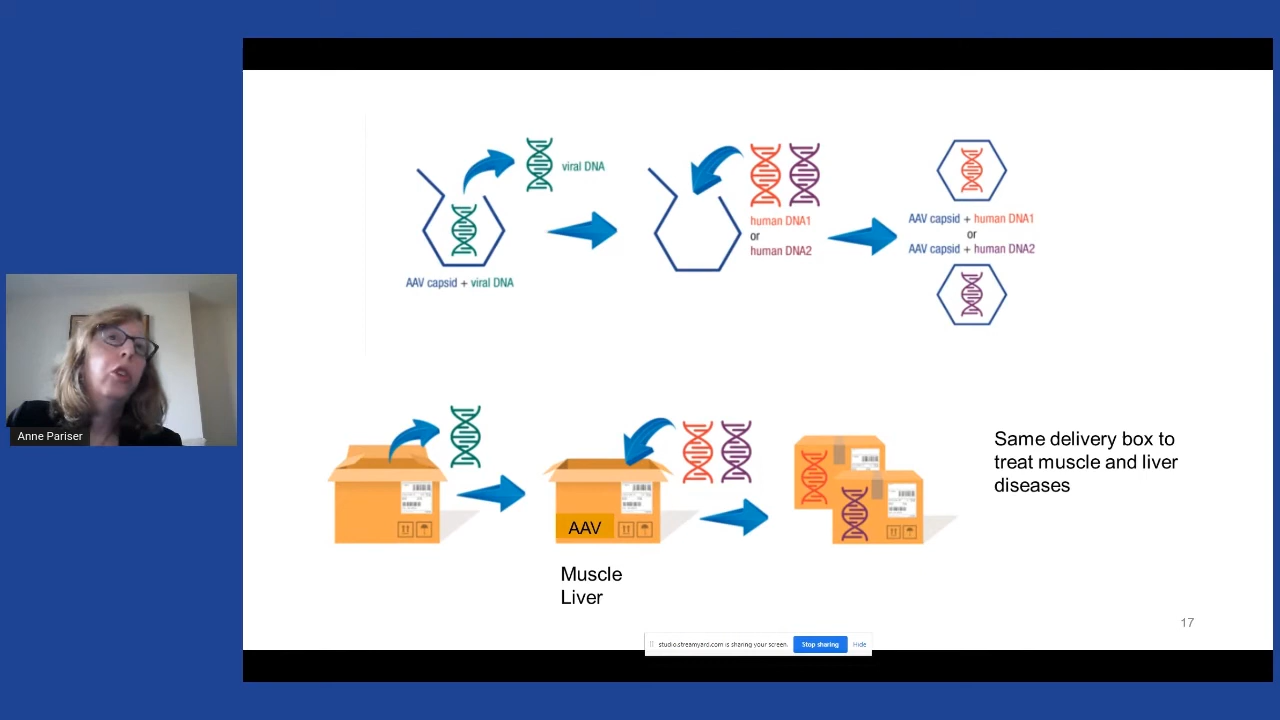 viral DNA
AAV capsid + viral DNA
human DNA1
or
human DNA2
AAV capsid + human DNA1
or
AAV capsid + human DNA2
Anne Pariser
AAV
Muscle
Liver
Same delivery box to
treat muscle and liver
diseases
17
studio.streamyard.com is sharing your screen.
Stop sharing
Hide